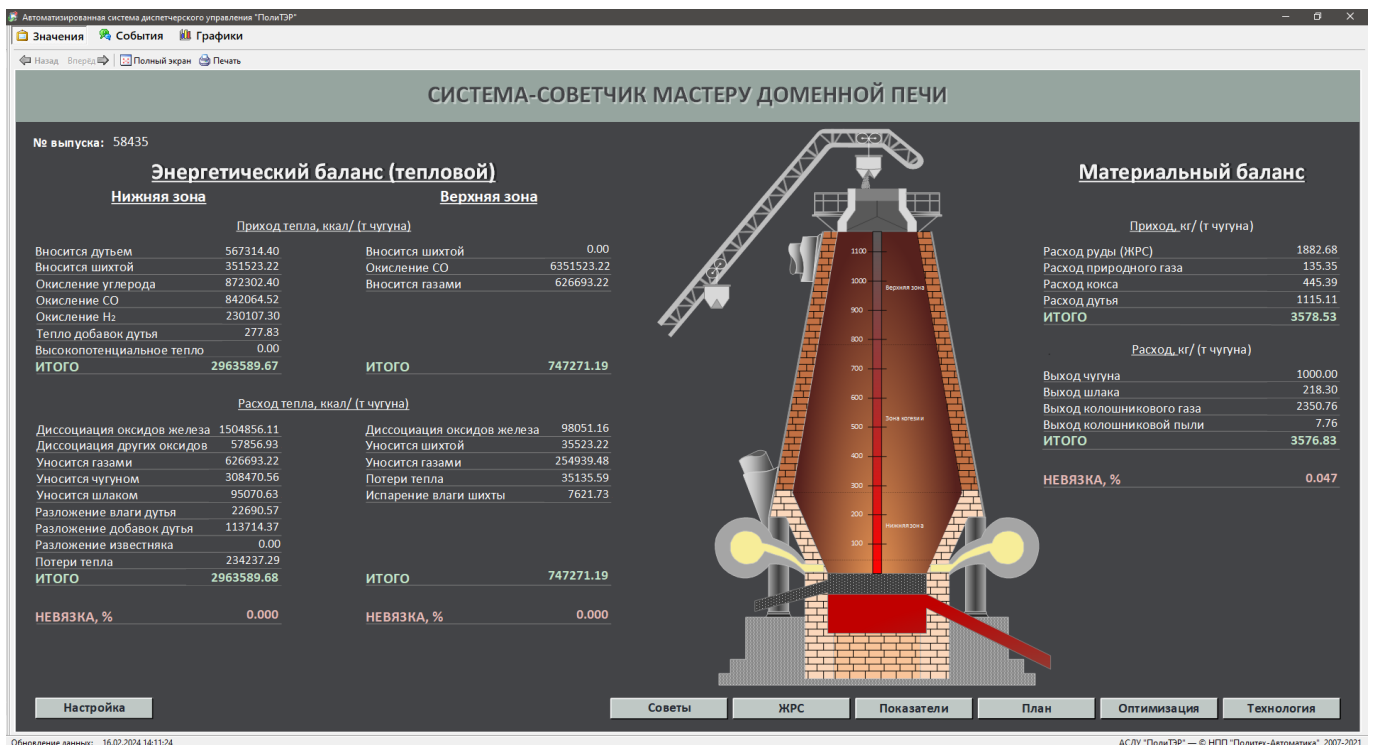 Автоматизированная система диспетчерского управления "ПолиТЭР"
Значения События Графики
Назад Вперёд Полный экран Печать
СИСТЕМА-СОВЕТЧИК МАСТЕРУ ДОМЕННОЙ ПЕЧИ
№ выпуска: 58435
Энергетический баланс (тепловой)
Нижняя зона Верхняя зона
Приход тепла, ккал/ (т чугуна)
Вносится дутьем 567314.40
Вносится шихтой 351523.22
Окисление углерода 872302.40
Окисление CO 842064.52
Окисление H₂ 230107.30
Тепло добавок дутья 277.83
Высокопотенциальное тепло 0.00
ИТОГО 2963589.67
Вносится шихтой 0.00
Окисление CO 6351523.22
Вносится газами 626693.22
ИТОГО 747271.19
Расход тепла, ккал/ (т чугуна)
Диссоциация оксидов железа 1504856.11
Диссоциация других оксидов 57856.93
Уносится газами 626693.22
Уносится чугуном 308470.56
Уносится шлаком 95070.63
Разложение влаги дутья 22690.57
Разложение добавок дутья 113714.37
Разложение известняка 0.00
Потери тепла 234237.29
ИТОГО 2963589.68
НЕВЯЗКА, % 0.000
Диссоциация оксидов железа 98051.16
Уносится шихтой 35523.22
Уносится газами 254939.48
Потери тепла 35135.59
Испарение влаги шихты 7621.73
ИТОГО 747271.19
НЕВЯЗКА, % 0.000
1100
1000
Верхняя зона
900
800
700
600
Зона когезии
500
400
300
200
Нижняя зона
100
Материальный баланс
Приход, кг/ (т чугуна)
Расход руды (ЖРС) 1882.68
Расход природного газа 135.35
Расход кокса 445.39
Расход дутья 1115.11
ИТОГО 3578.53
Расход, кг/ (т чугуна)
Выход чугуна 1000.00
Выход шлака 218.30
Выход колошникового газа 2350.76
Выход колошниковой пыли 7.76
ИТОГО 3576.83
НЕВЯЗКА, % 0.047
Настройка Советы ЖРС Показатели План Оптимизация Технология
Обновление данных: 16.02.2024 14:11:24 АСДУ "ПолиТЭР" — © НПП "Политех-Автоматика", 2007-2021